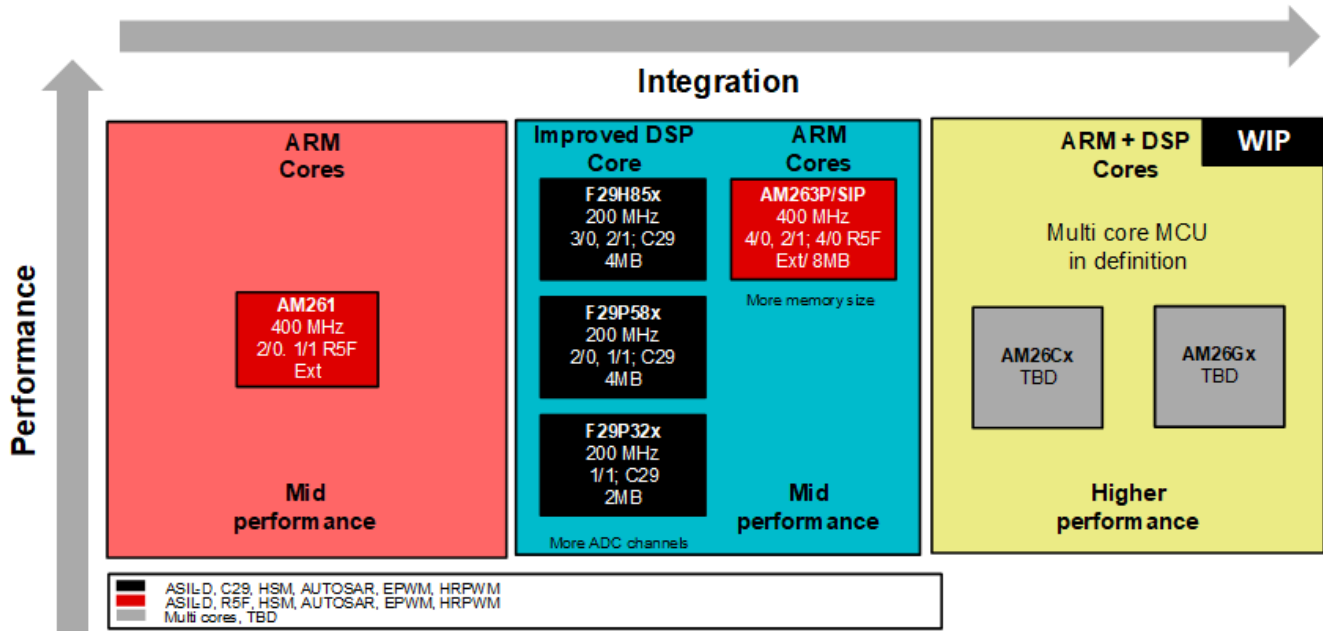 Integration
Performance
ARM
Cores
AM261
400 MHz
2/0. 1/1 R5F
Ext
Mid
performance
Improved DSP
Core
F29H85x
200 MHz
3/0, 2/1; C29
4MB
F29P58x
200 MHz
2/0, 1/1; C29
4MB
F29P32x
200 MHz
1/1; C29
2MB
More ADC channels
ARM
Cores
AM263P/SIP
400 MHz
4/0, 2/1; 4/0 R5F
Ext/ 8MB
More memory size
Mid
performance
ARM + DSP
Cores
WIP
Multi core MCU
in definition
AM26Cx
TBD
AM26Gx
TBD
Higher
performance
ASIL-D, C29, HSM, AUTOSAR, EPWM, HRPWM
ASIL-D, R5F, HSM, AUTOSAR, EPWM, HRPWM
Multi cores, TBD